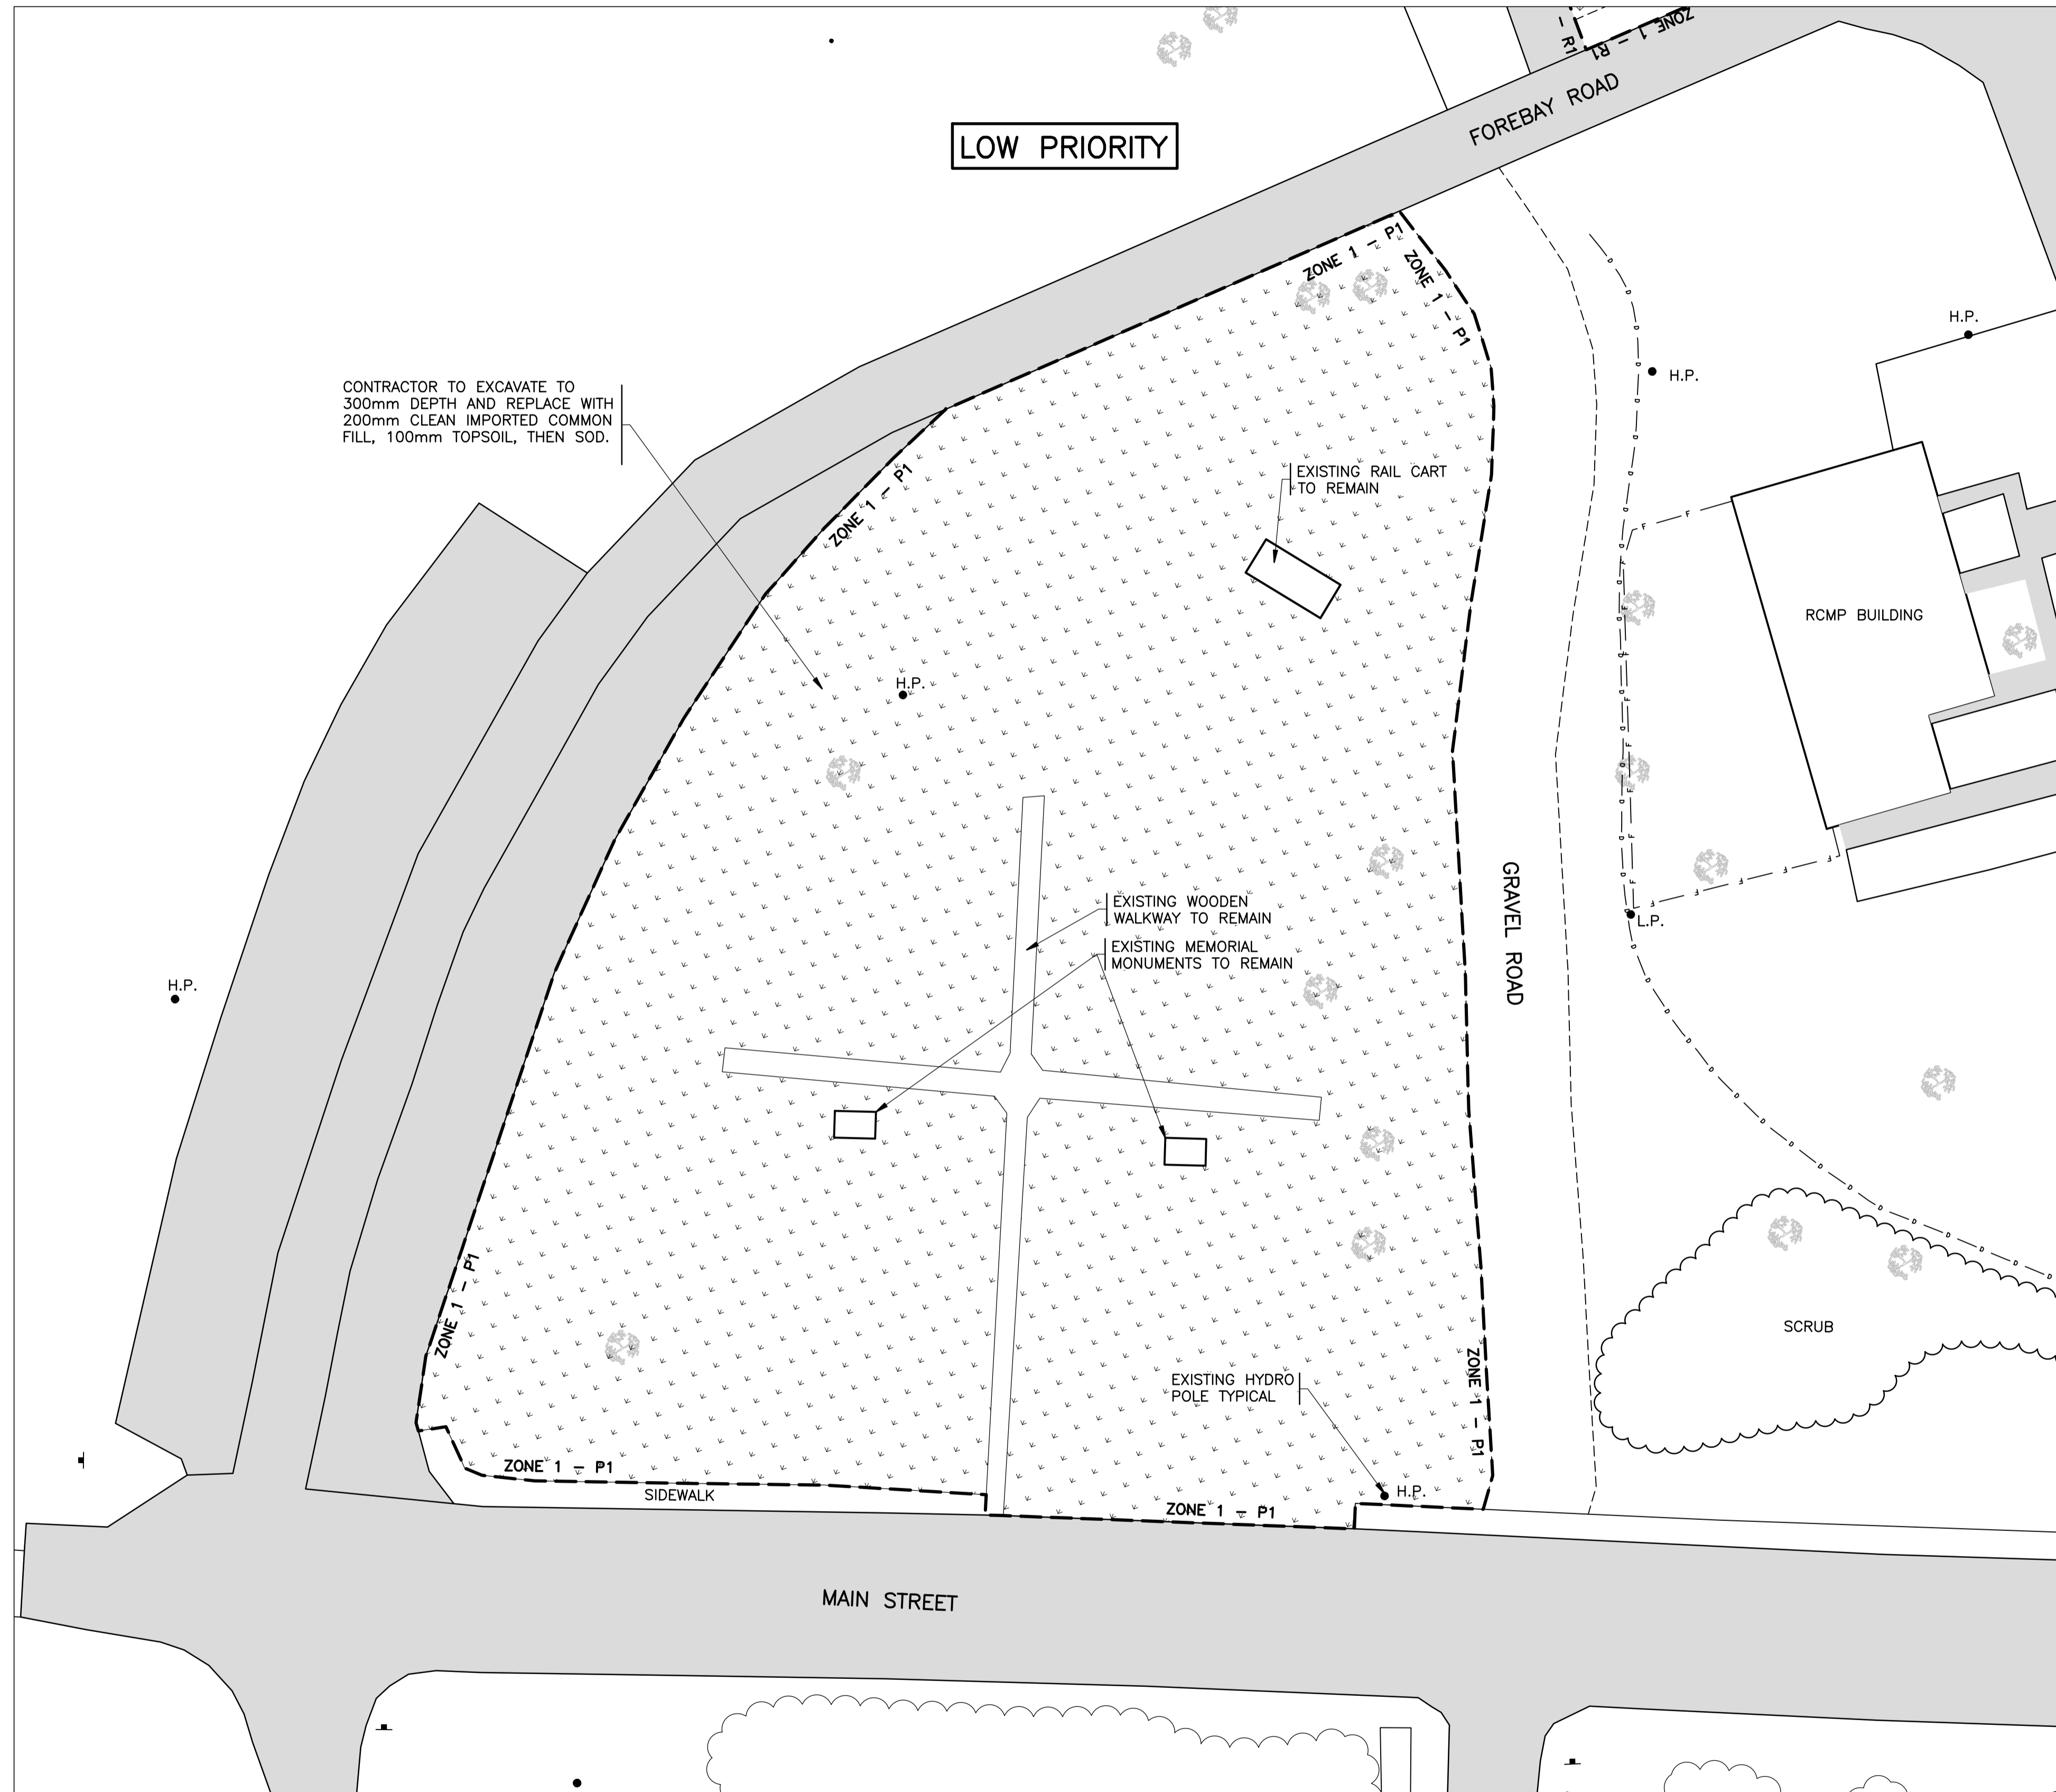 ZONE 1 - R1
- R1
FOREBAY ROAD
LOW PRIORITY
ZONE 1 - P1
ZONE 1 - P1
H.P.
H.P.
CONTRACTOR TO EXCAVATE TO
300mm DEPTH AND REPLACE WITH
200mm CLEAN IMPORTED COMMON
FILL, 100mm TOPSOIL, THEN SOD.
ZONE 1 - P1
EXISTING RAIL CART
TO REMAIN
RCMP BUILDING
H.P.
GRAVEL ROAD
EXISTING WOODEN
WALKWAY TO REMAIN
L.P.
EXISTING MEMORIAL
MONUMENTS TO REMAIN
H.P.
ZONE 1 - P1
SCRUB
EXISTING HYDRO
POLE TYPICAL
ZONE 1 - P1
ZONE 1 - P1
SIDEWALK
H.P.
ZONE 1 - P1
MAIN STREET